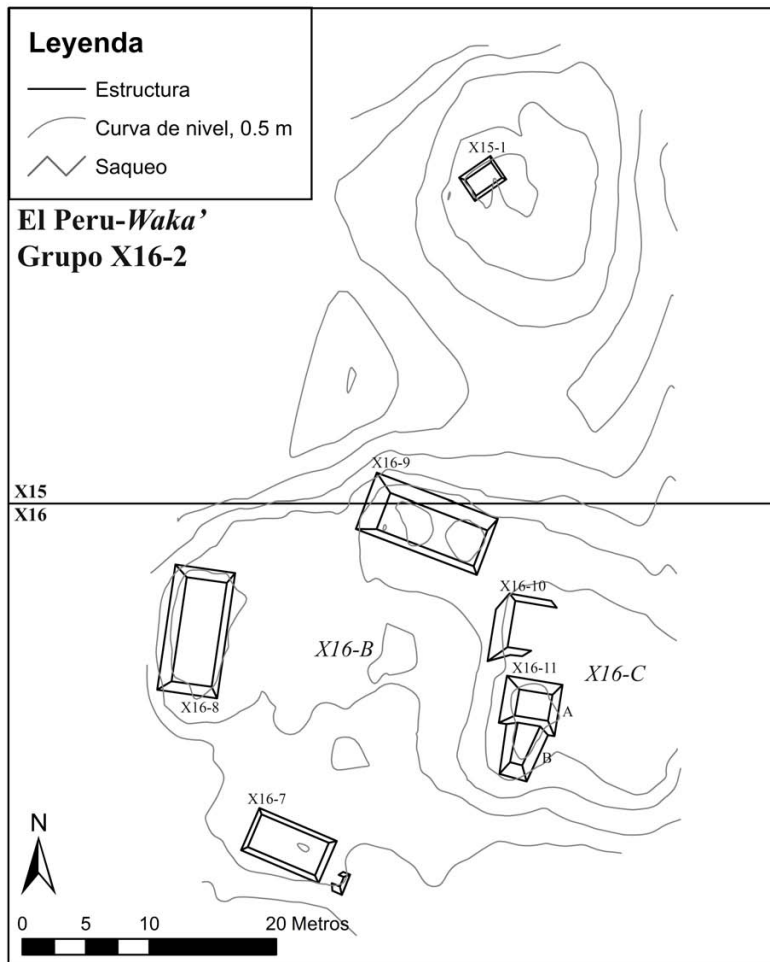 Leyenda
Estructura
Curva de nivel, 0.5 m
Saqueo
El Peru-Waka’
Grupo X16-2
X15-1
X16-9
X15
X16
X16-10
X16-B
X16-11
X16-C
X16-8
A
B
X16-7
N
0 5 10 20 Metros